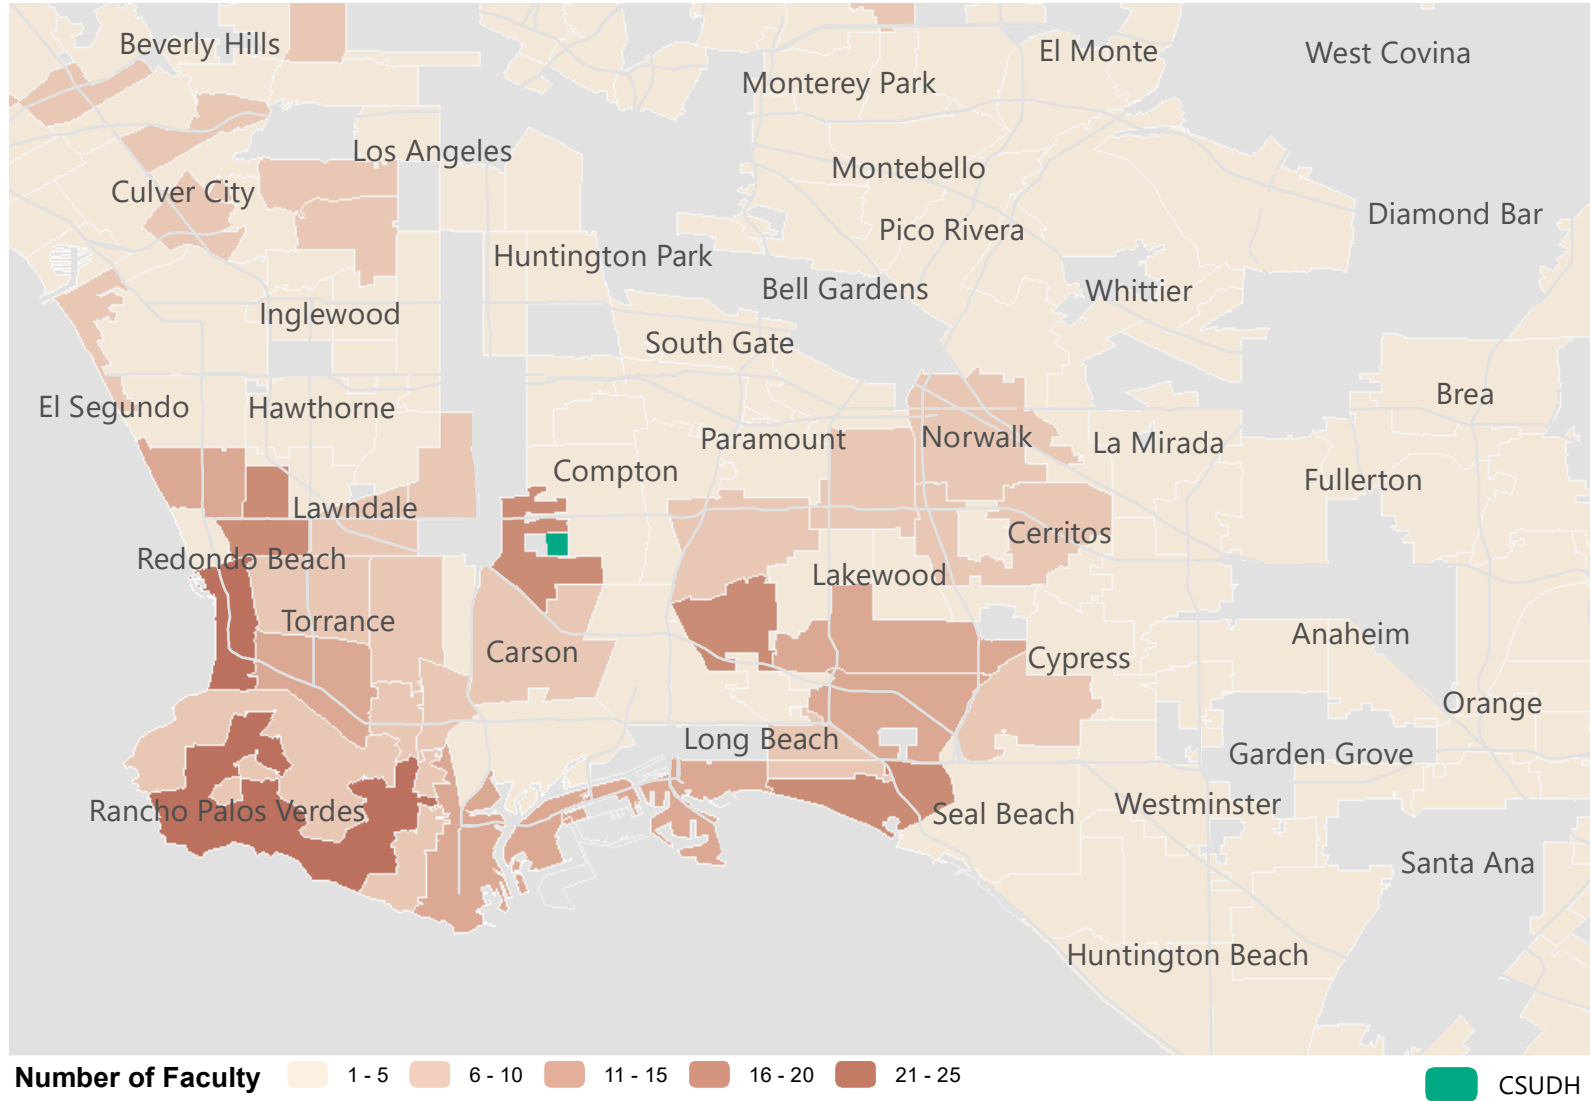 Beverly Hills
El Monte
West Covina
Monterey Park
Los Angeles
Montebello
Culver City
Diamond Bar
Pico Rivera
Huntington Park
Bell Gardens
Whittier
Inglewood
South Gate
Brea
El Segundo
Hawthorne
Paramount
Norwalk
La Mirada
Compton
Fullerton
Lawndale
Cerritos
Redondo Beach
Lakewood
Torrance
Anaheim
Carson
Cypress
Orange
Long Beach
Garden Grove
Rancho Palos Verdes
Seal Beach
Westminster
Santa Ana
Huntington Beach
Number of Faculty 1 - 5 6 - 10 11 - 15 16 - 20 21 - 25
CSUDH